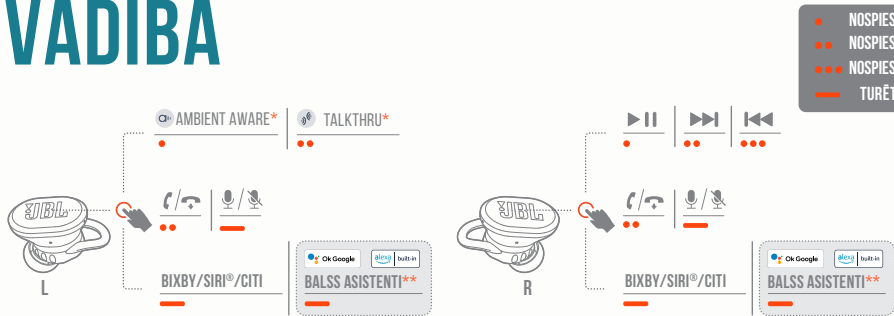 VADĪBA
NOSPIES
NOSPIES
NOSPIES
TURĒT
AMBIENT AWARE*
TALKTHRU*
JBL
L
BIXBY/SIRI®/CITI
Ok Google
alexa built-in
BALSS ASISTENTI**
JBL
R
BIXBY/SIRI®/CITI
Ok Google
alexa built-in
BALSS ASISTENTI**